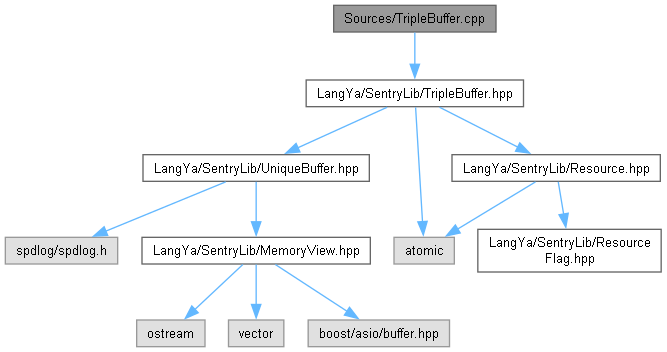 Sources/TripleBuffer.cpp
LangYa/SentryLib/TripleBuffer.hpp
LangYa/SentryLib/UniqueBuffer.hpp
LangYa/SentryLib/Resource.hpp
spdlog/spdlog.h
LangYa/SentryLib/MemoryView.hpp
atomic
LangYa/SentryLib/Resource
Flag.hpp
ostream
vector
boost/asio/buffer.hpp